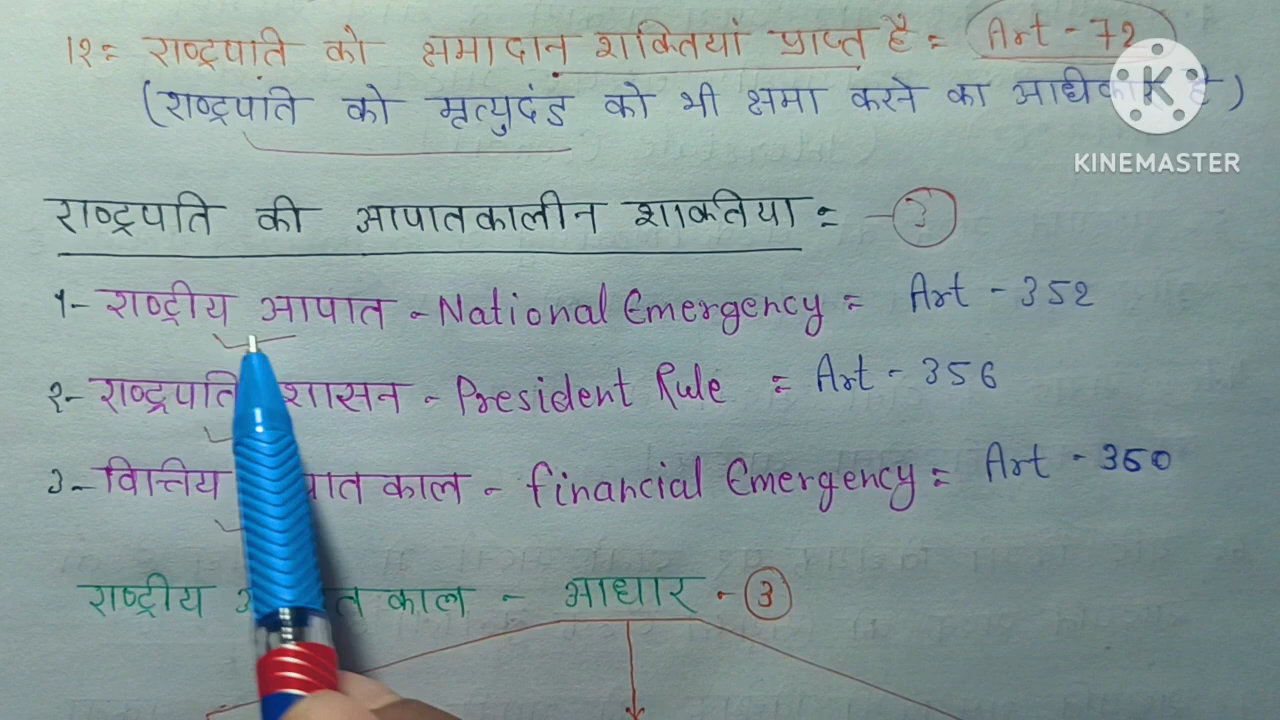 12= राष्ट्रपति को क्षमादान शक्तियां प्राप्त है = Art - 72
(राष्ट्रपति को मृत्युदंड को भी क्षमा करने का है)
KINEMASTER
राष्ट्रपति की आपातकालीन शाक्तिया = - 3
1- राष्ट्रीय आपात - National Emergency = Art - 352
2- राष्ट्रपति शासन - President Rule = Art - 356
3- वित्तिय काल - financial Emergency = Art - 360
राष्ट्रीय काल - आधार - 3